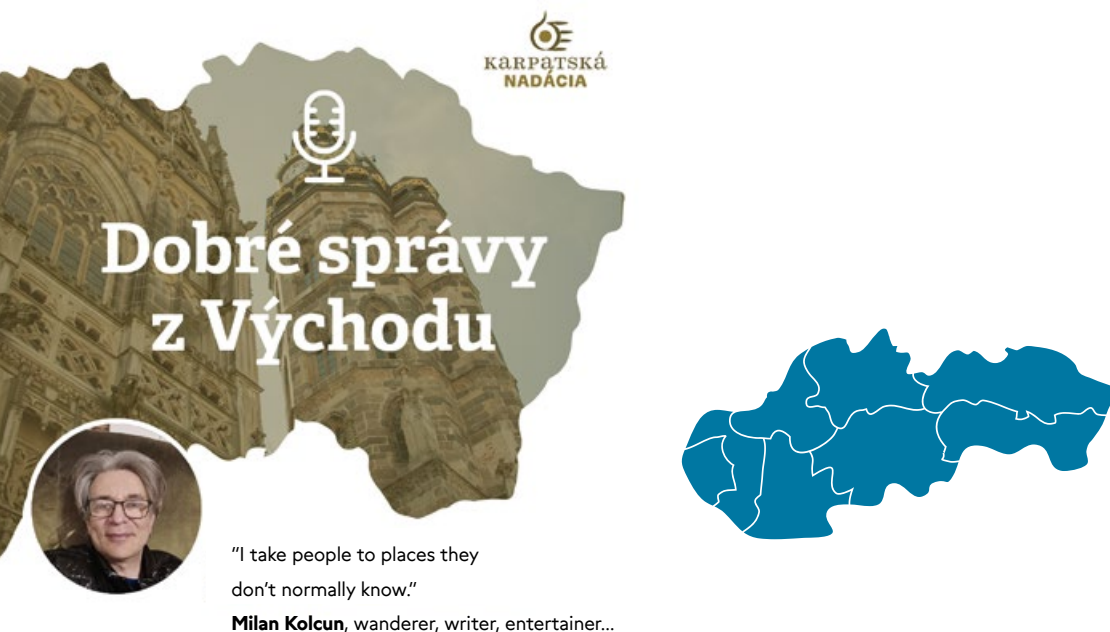 KARPATSKÁ
NADÁCIA
Dobré správy
z Východu
"I take people to places they
don't normally know."
Milan Kolcun, wanderer, writer, entertainer...